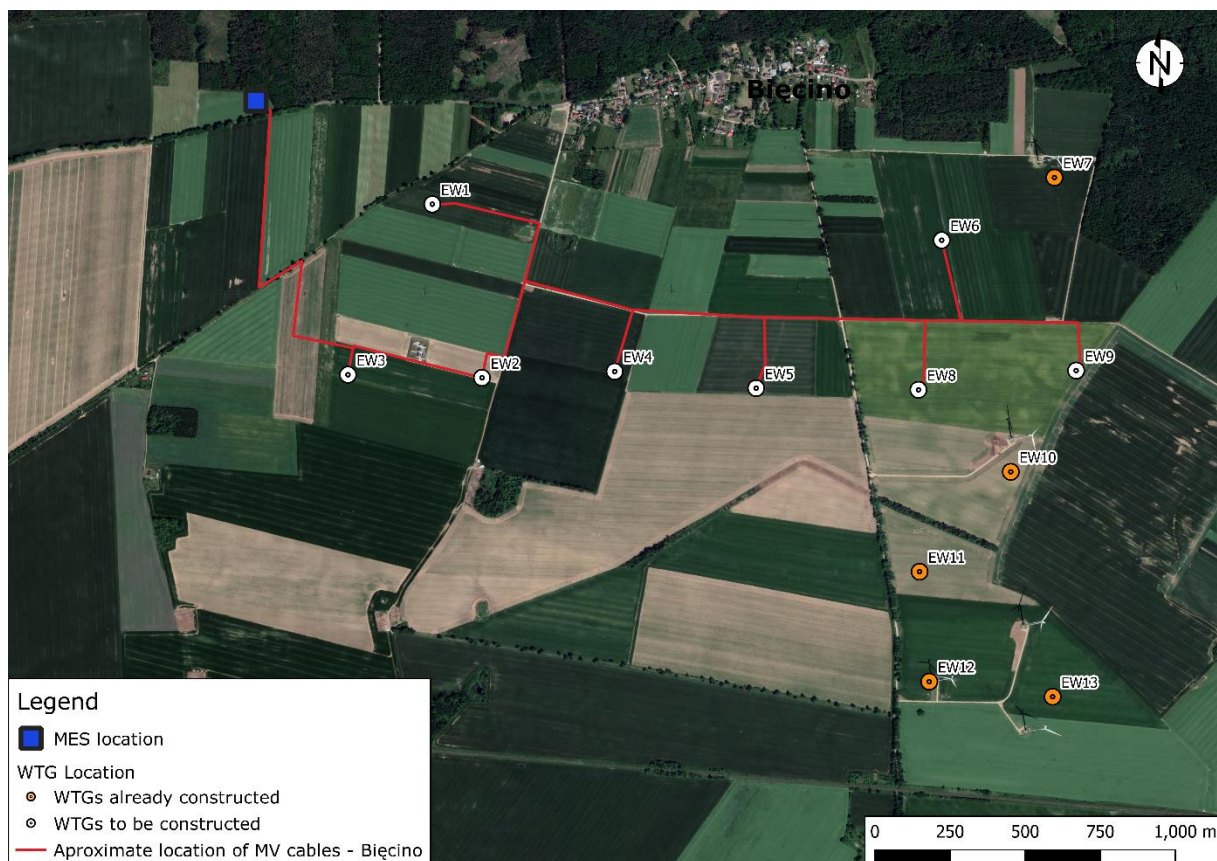 Bięcino
N
EW7
EW1
EW6
EW3
EW2
EW4
EW5
EW8
EW9
EW10
EW11
EW12
EW13
Legend
MES location
WTG Location
WTGs already constructed
WTGs to be constructed
Aproximate location of MV cables - Bięcino
0 250 500 750 1,000 m